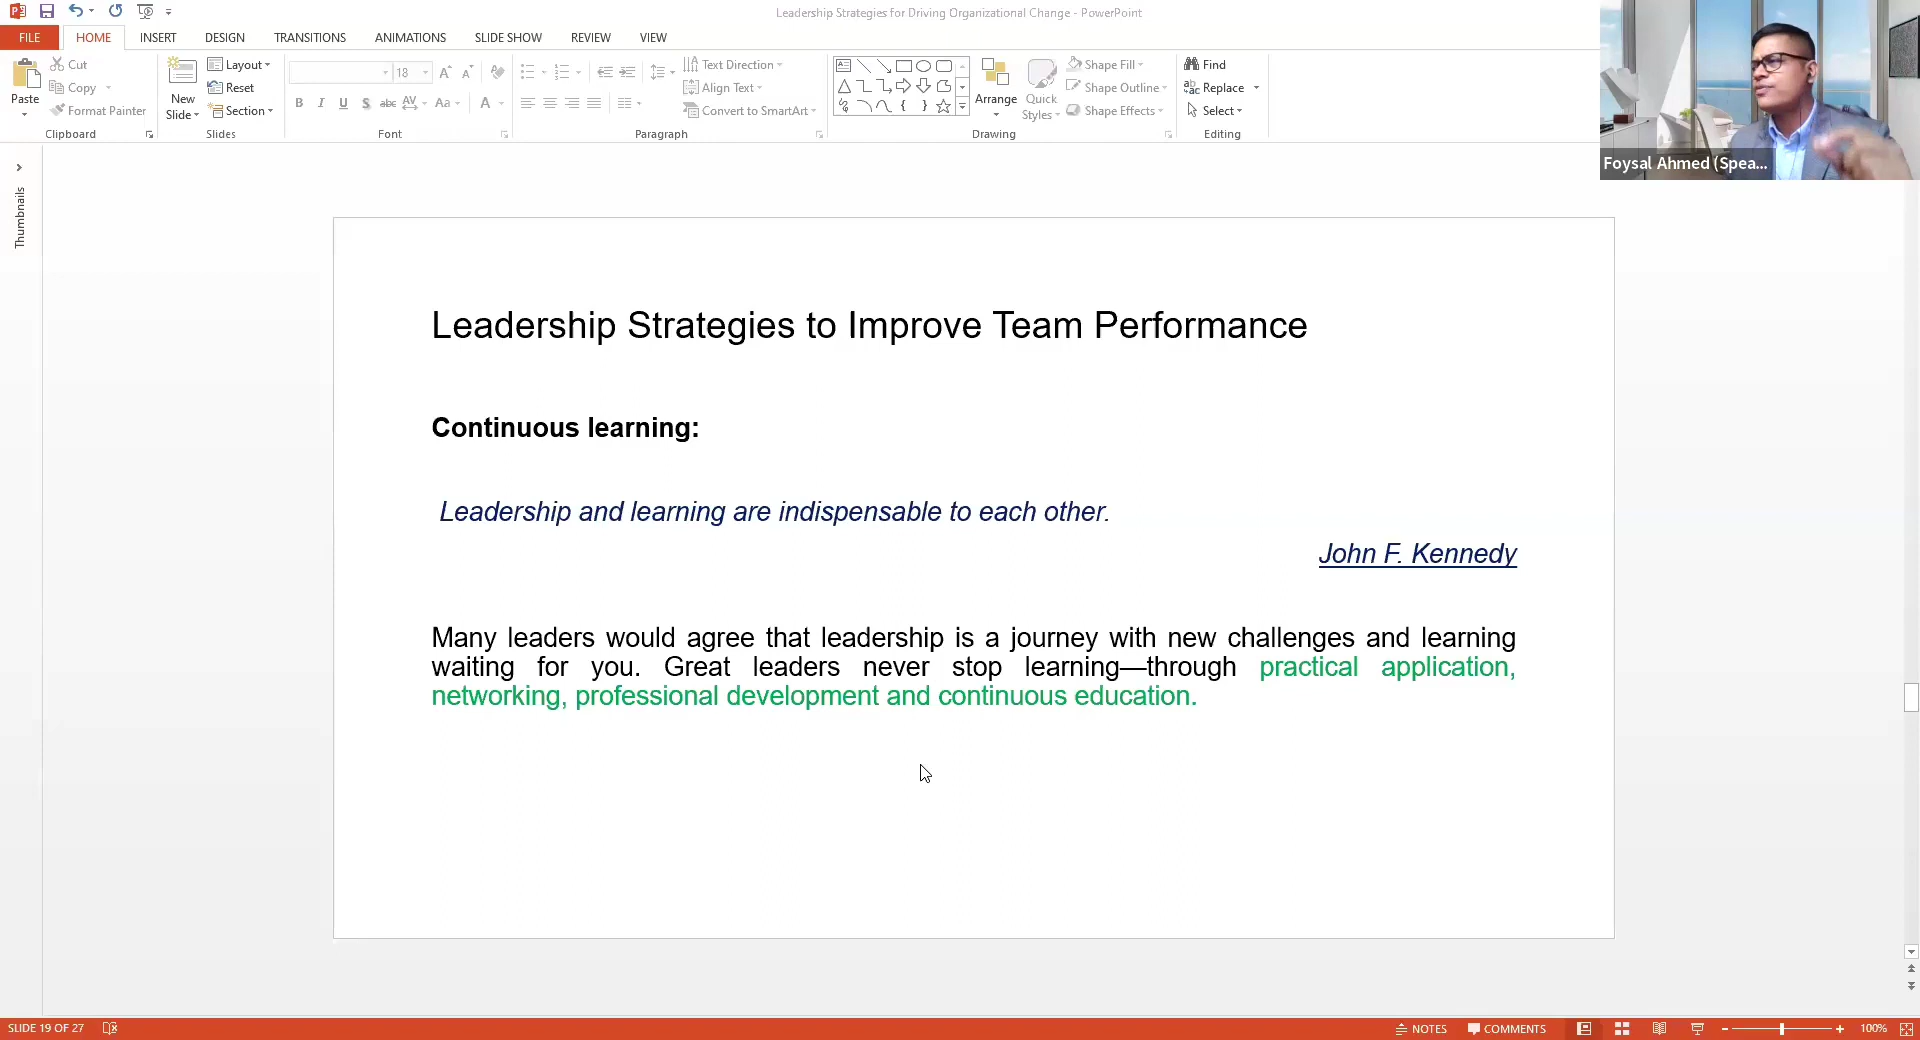 Leadership Strategies for Driving Organizational Change - PowerPoint
FILE HOME INSERT DESIGN TRANSITIONS ANIMATIONS SLIDE SHOW REVIEW VIEW
Paste
Cut
Copy
Format Painter
Clipboard
New
Slide
Layout
Reset
Section
Slides
18
B I U S abc AV Aa A
Font
Text Direction
Align Text
Convert to SmartArt
Paragraph
Arrange
Quick
Styles
Shape Fill
Shape Outline
Shape Effects
Drawing
Find
Replace
Select
Editing
Foysal Ahmed (Spea...
Thumbnails
Leadership Strategies to Improve Team Performance
Continuous learning:
Leadership and learning are indispensable to each other.
John F. Kennedy
Many leaders would agree that leadership is a journey with new challenges and learning
waiting for you. Great leaders never stop learning—through practical application,
networking, professional development and continuous education.
SLIDE 19 OF 27
NOTES COMMENTS 100%